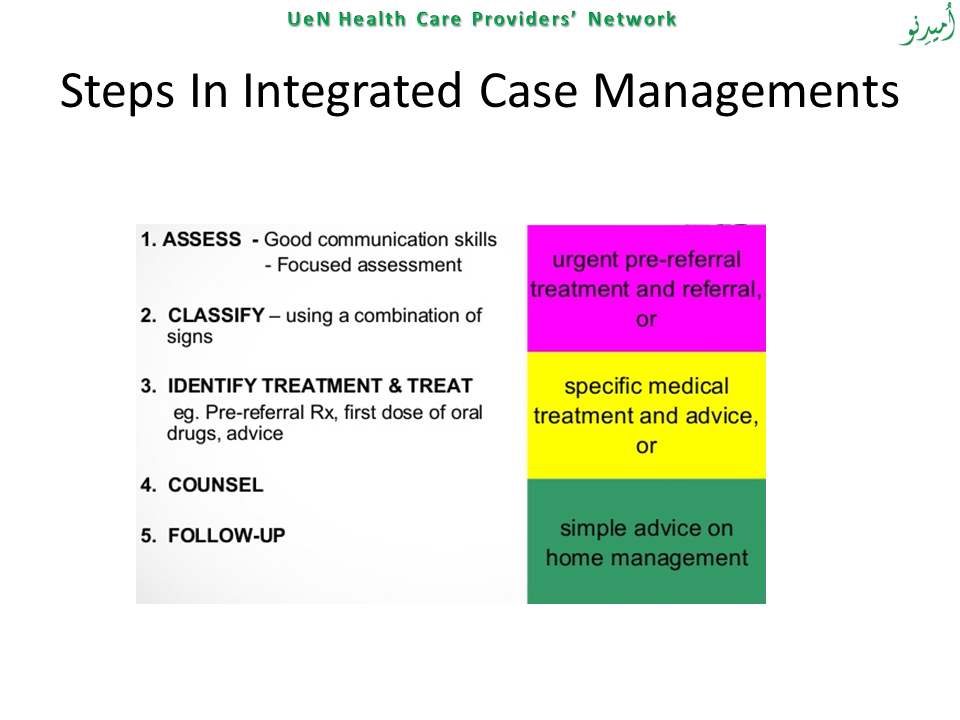 UeN Health Care Providers’ Network
اُمیدِنو
Steps In Integrated Case Managements
1. ASSESS - Good communication skills
- Focused assessment
2. CLASSIFY – using a combination of
signs
3. IDENTIFY TREATMENT & TREAT
eg. Pre-referral Rx, first dose of oral
drugs, advice
4. COUNSEL
5. FOLLOW-UP
urgent pre-referral
treatment and referral,
or
specific medical
treatment and advice,
or
simple advice on
home management